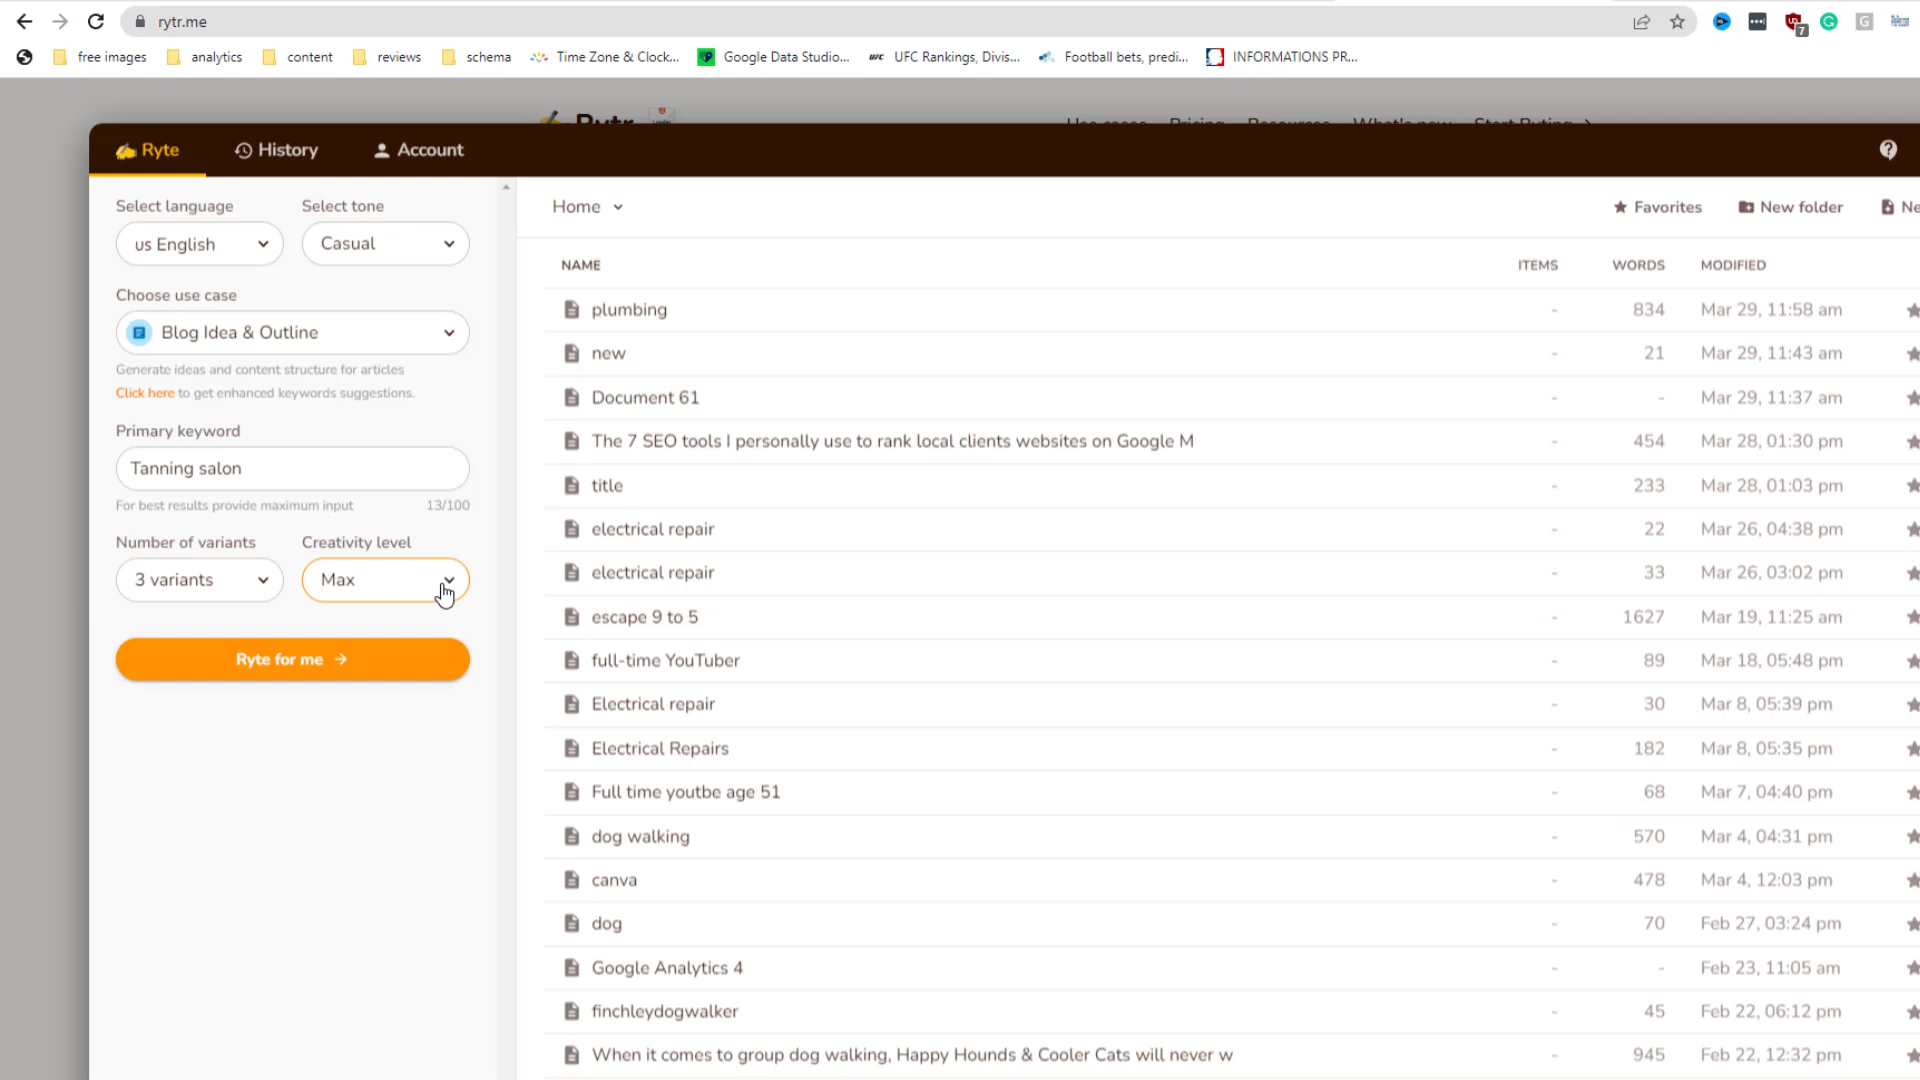 rytr.me
7
free images analytics content reviews schema Time Zone & Clock... Google Data Studio... UFC UFC Rankings, Divis... Football bets, predi... INFORMATIONS PR...
Rytr Use cases Pricing Resources What's new Start Ryting
Ryte History Account
Select language Select tone
us English Casual
Choose use case
Blog Idea & Outline
Generate ideas and content structure for articles
Click here to get enhanced keywords suggestions.
Primary keyword
Tanning salon
For best results provide maximum input 13/100
Number of variants Creativity level
3 variants Max
Ryte for me
Home Favorites New folder Ne
NAME ITEMS WORDS MODIFIED
plumbing - 834 Mar 29, 11:58 am
new - 21 Mar 29, 11:43 am
Document 61 - - Mar 29, 11:37 am
The 7 SEO tools I personally use to rank local clients websites on Google M - 454 Mar 28, 01:30 pm
title - 233 Mar 28, 01:03 pm
electrical repair - 22 Mar 26, 04:38 pm
electrical repair - 33 Mar 26, 03:02 pm
escape 9 to 5 - 1627 Mar 19, 11:25 am
full-time YouTuber - 89 Mar 18, 05:48 pm
Electrical repair - 30 Mar 8, 05:39 pm
Electrical Repairs - 182 Mar 8, 05:35 pm
Full time youtbe age 51 - 68 Mar 7, 04:40 pm
dog walking - 570 Mar 4, 04:31 pm
canva - 478 Mar 4, 12:03 pm
dog - 70 Feb 27, 03:24 pm
Google Analytics 4 - - Feb 23, 11:05 am
finchleydogwalker - 45 Feb 22, 06:12 pm
When it comes to group dog walking, Happy Hounds & Cooler Cats will never w - 945 Feb 22, 12:32 pm